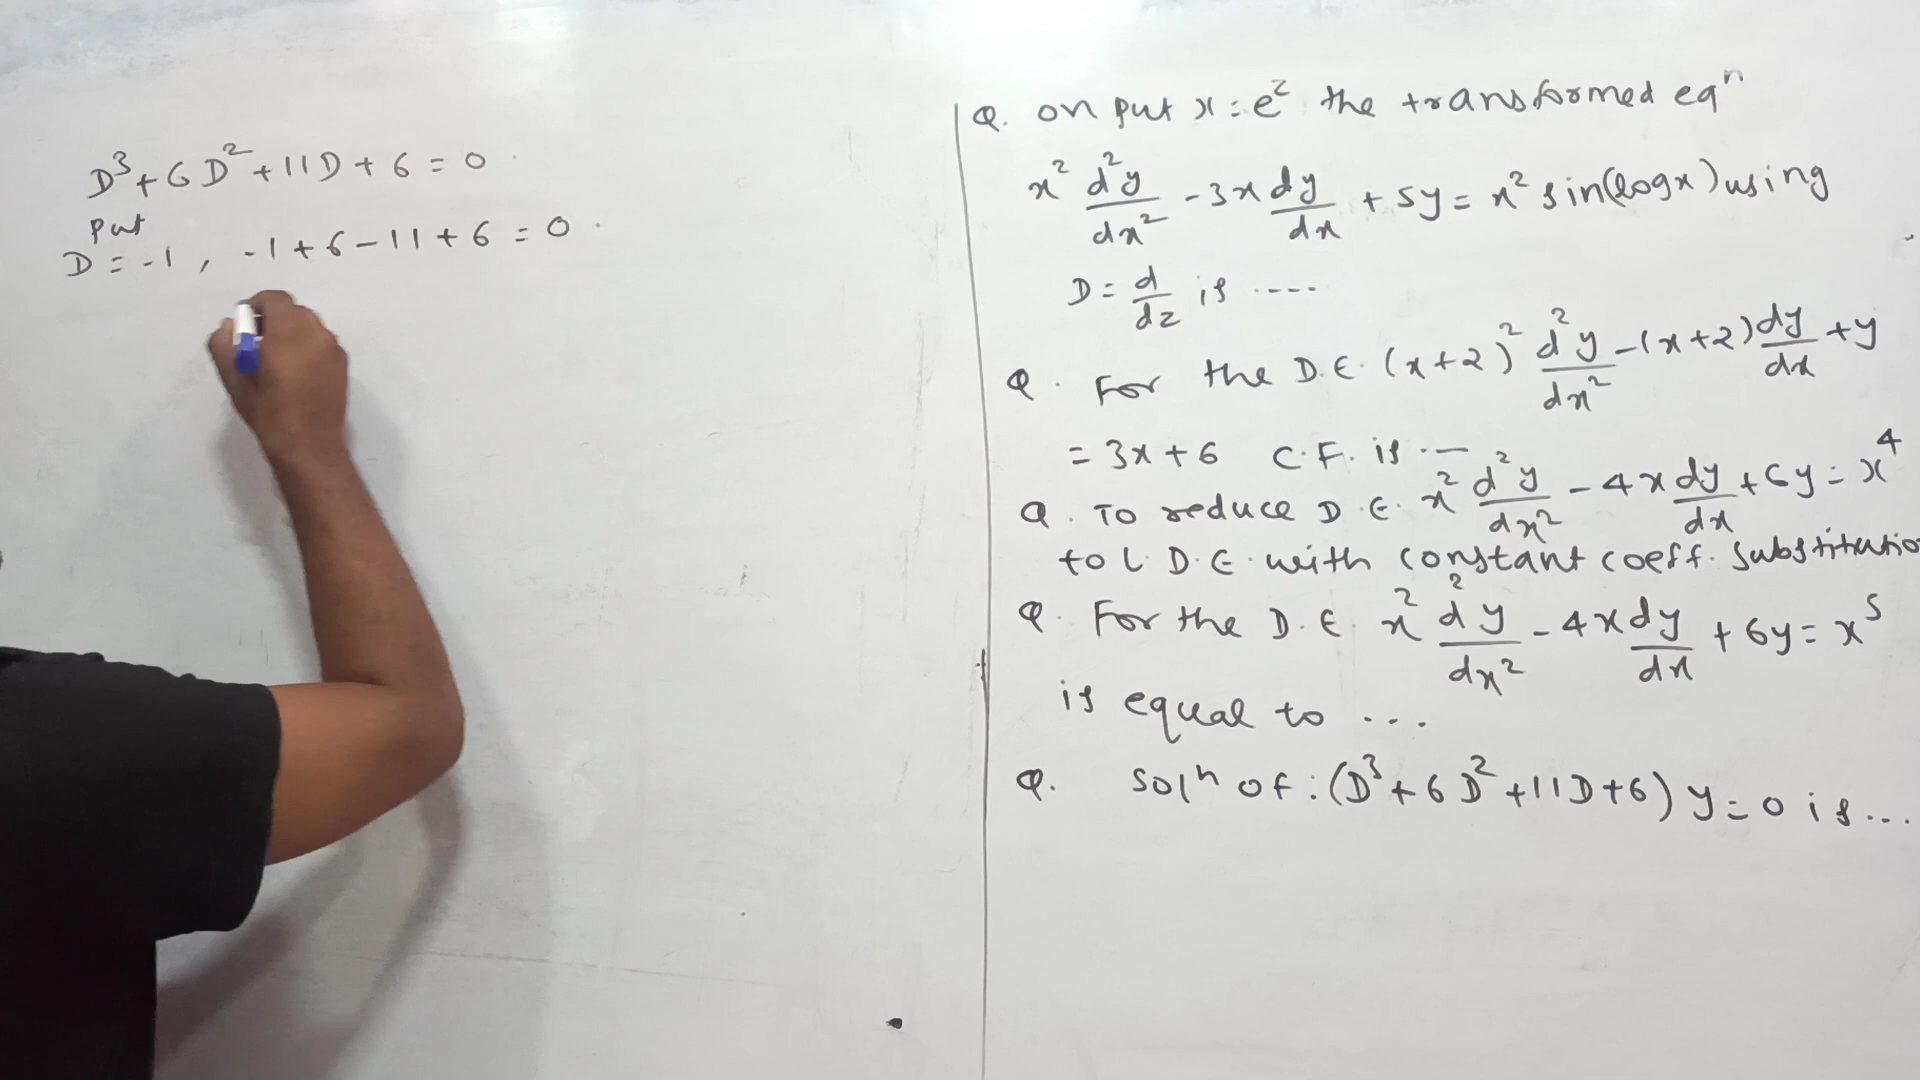 D³ + 6D² + 11D + 6 = 0
put
D = -1 , -1 + 6 - 11 + 6 = 0 .
Q. on put x = e^z the transformed eqⁿ
x² d²y/dx² - 3x dy/dx + 5y = x² sin(logx) using
D = d/dz is ....
Q. For the D.E. (x+2)² d²y/dx² - (x+2) dy/dx + y
= 3x + 6 C.F. is ..—
Q. To reduce D.E. x² d²y/dx² - 4x dy/dx + 6y = x⁴
to L.D.E. with constant coeff. substitutio
Q. For the D.E. x² d²y/dx² - 4x dy/dx + 6y = x⁵
is equal to ...
Q. Solⁿ of : (D³ + 6D² + 11D + 6) y = 0 is ...